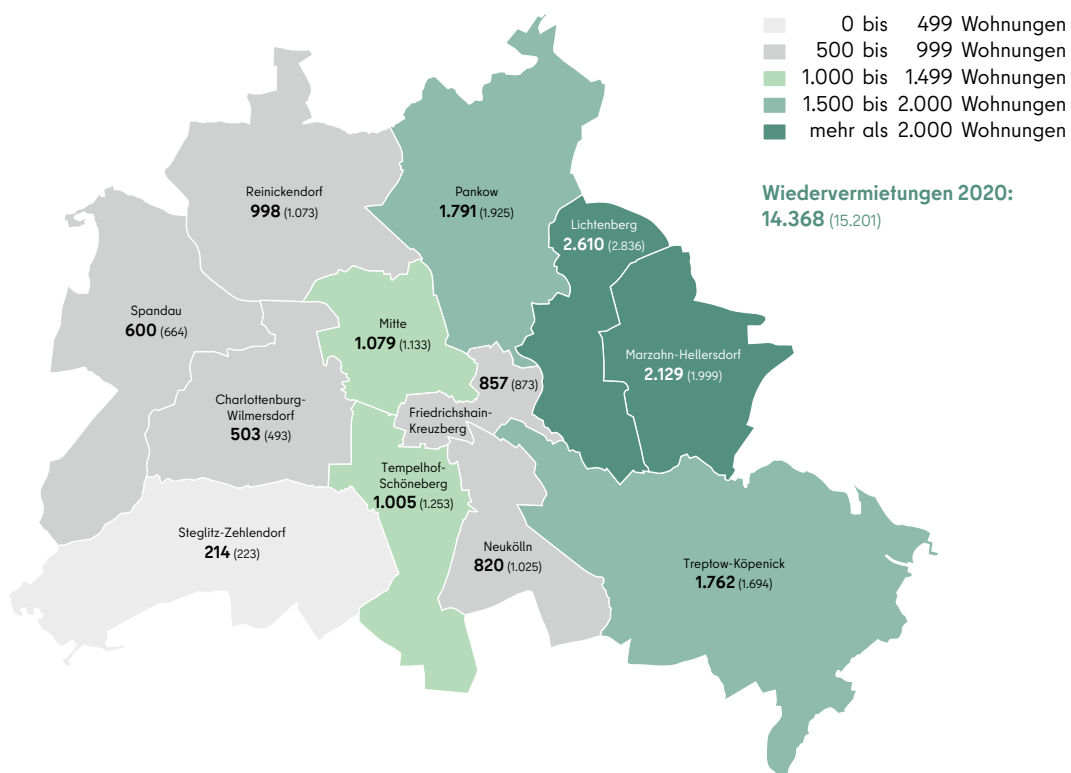 0 bis 499 Wohnungen
500 bis 999 Wohnungen
1.000 bis 1.499 Wohnungen
1.500 bis 2.000 Wohnungen
mehr als 2.000 Wohnungen
Wiedervermietungen 2020:
14.368 (15.201)
Reinickendorf
998 (1.073)
Pankow
1.791 (1.925)
Lichtenberg
2.610 (2.836)
Spandau
600 (664)
Mitte
1.079 (1.133)
Marzahn-Hellersdorf
2.129 (1.999)
857 (873)
Friedrichshain-
Kreuzberg
Charlottenburg-
Wilmersdorf
503 (493)
Tempelhof-
Schöneberg
1.005 (1.253)
Steglitz-Zehlendorf
214 (223)
Neukölln
820 (1.025)
Treptow-Köpenick
1.762 (1.694)